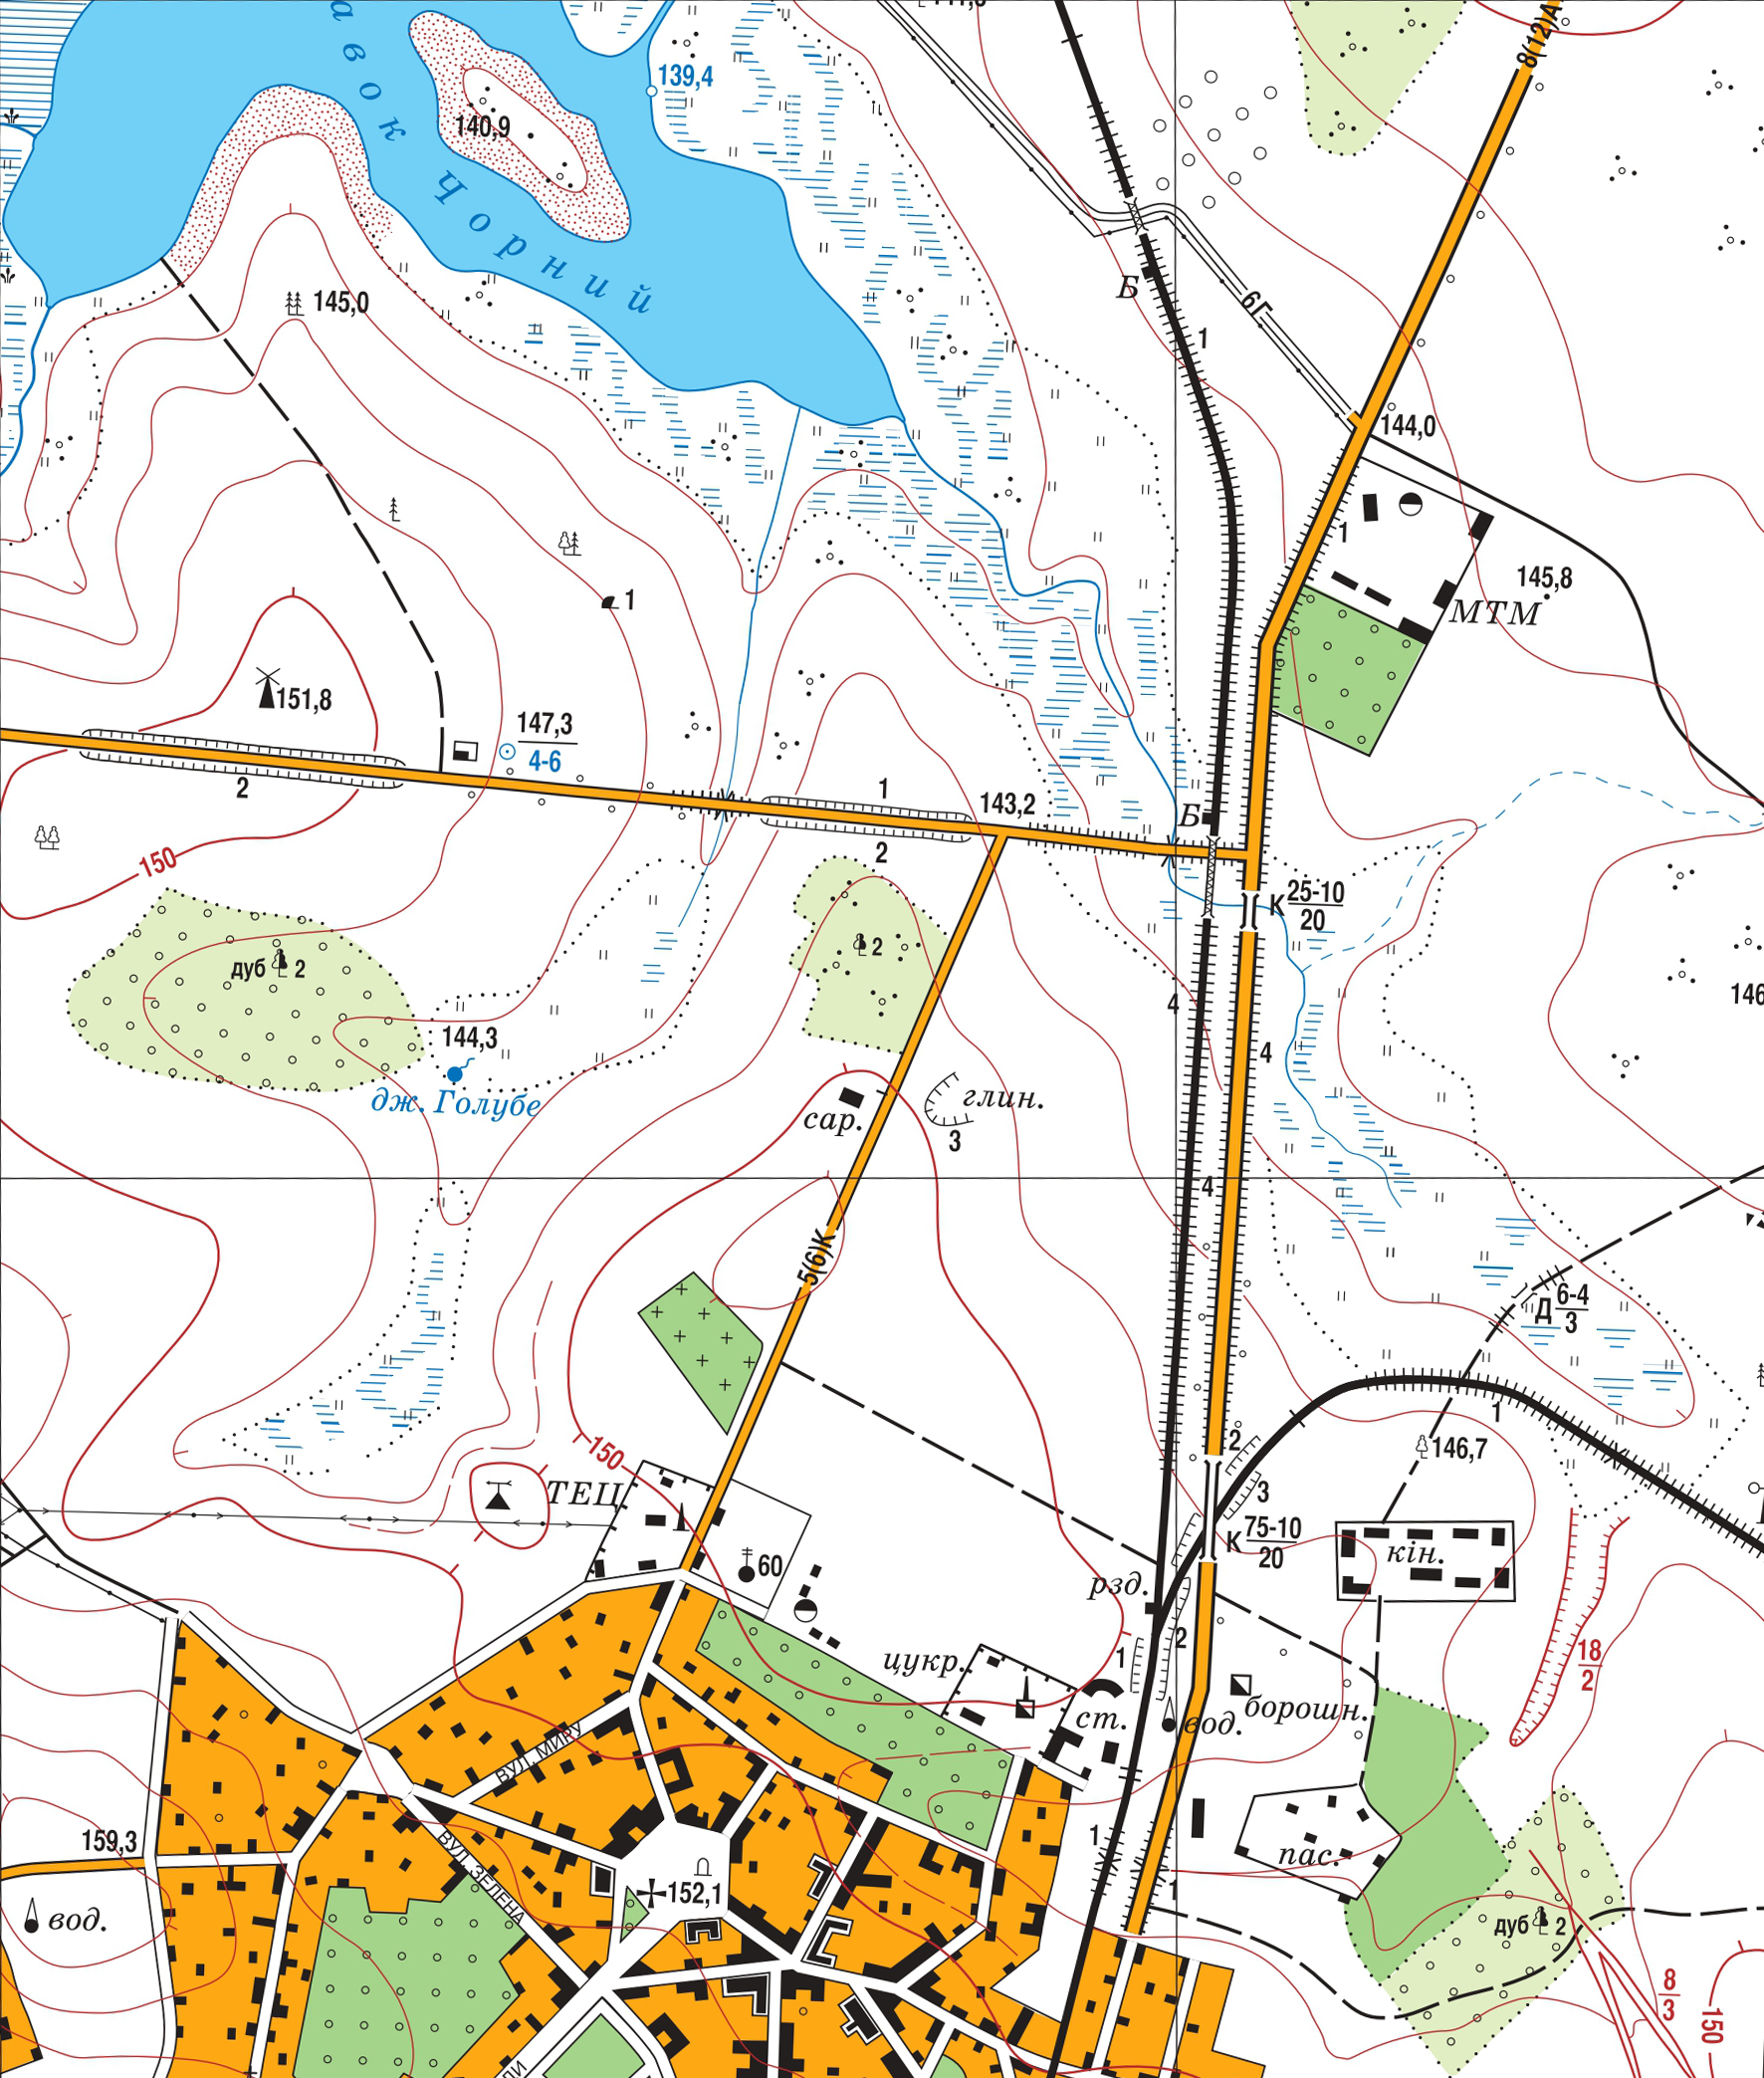 авок
Чорний
139,4
8(12)А
140,9
145,0
Б
6Г
1
144,0
1
145,8
МТМ
1
151,8
147,3
4-6
2
1
143,2
Б
2
150
К 25-10
20
дуб 2
2
146
4
4
144,3
дж. Голубе
сар.
глин.
3
4
5(6)К
Д 6-4
3
1
2
146,7
150
ТЕЦ
3
К 75-10
20
кін.
60
рзд.
2
1
18
2
цукр.
борошн.
ст.
вод.
ВУЛ. МИРУ
159,3
ВУЛ. ЗЕЛЕНА
1
пас.
152,1
1
вод.
дуб 2
8
3
150